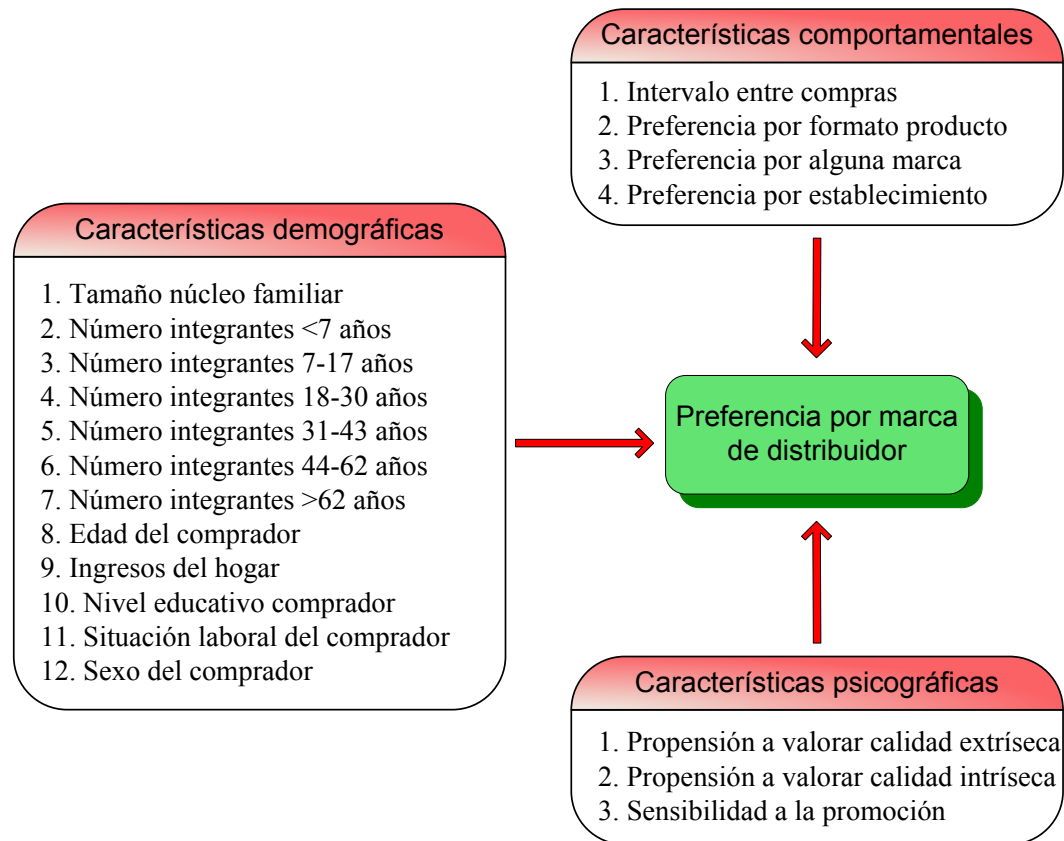 Características comportamentales
1. Intervalo entre compras
2. Preferencia por formato producto
3. Preferencia por alguna marca
4. Preferencia por establecimiento
Características demográficas
1. Tamaño núcleo familiar
2. Número integrantes <7 años
3. Número integrantes 7-17 años
4. Número integrantes 18-30 años
5. Número integrantes 31-43 años
6. Número integrantes 44-62 años
7. Número integrantes >62 años
8. Edad del comprador
9. Ingresos del hogar
10. Nivel educativo comprador
11. Situación laboral del comprador
12. Sexo del comprador
Preferencia por marca
de distribuidor
Características psicográficas
1. Propensión a valorar calidad extríseca
2. Propensión a valorar calidad intríseca
3. Sensibilidad a la promoción